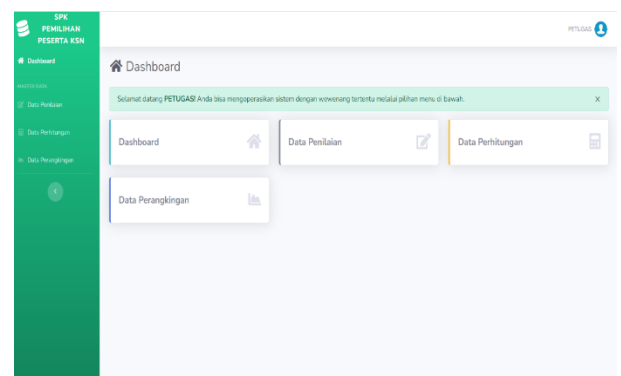 SPK
PEMILIHAN
PESERTA KSN
PETUGAS
Dashboard
Dashboard
MASTER DATA
Selamat datang PETUGAS! Anda bisa mengoperasikan sistem dengan wewenang tertentu melalui pilihan menu di bawah.
X
Data Penilaian
Data Perhitungan
Data Perangkingan
Dashboard
Data Penilaian
Data Perhitungan
Data Perangkingan